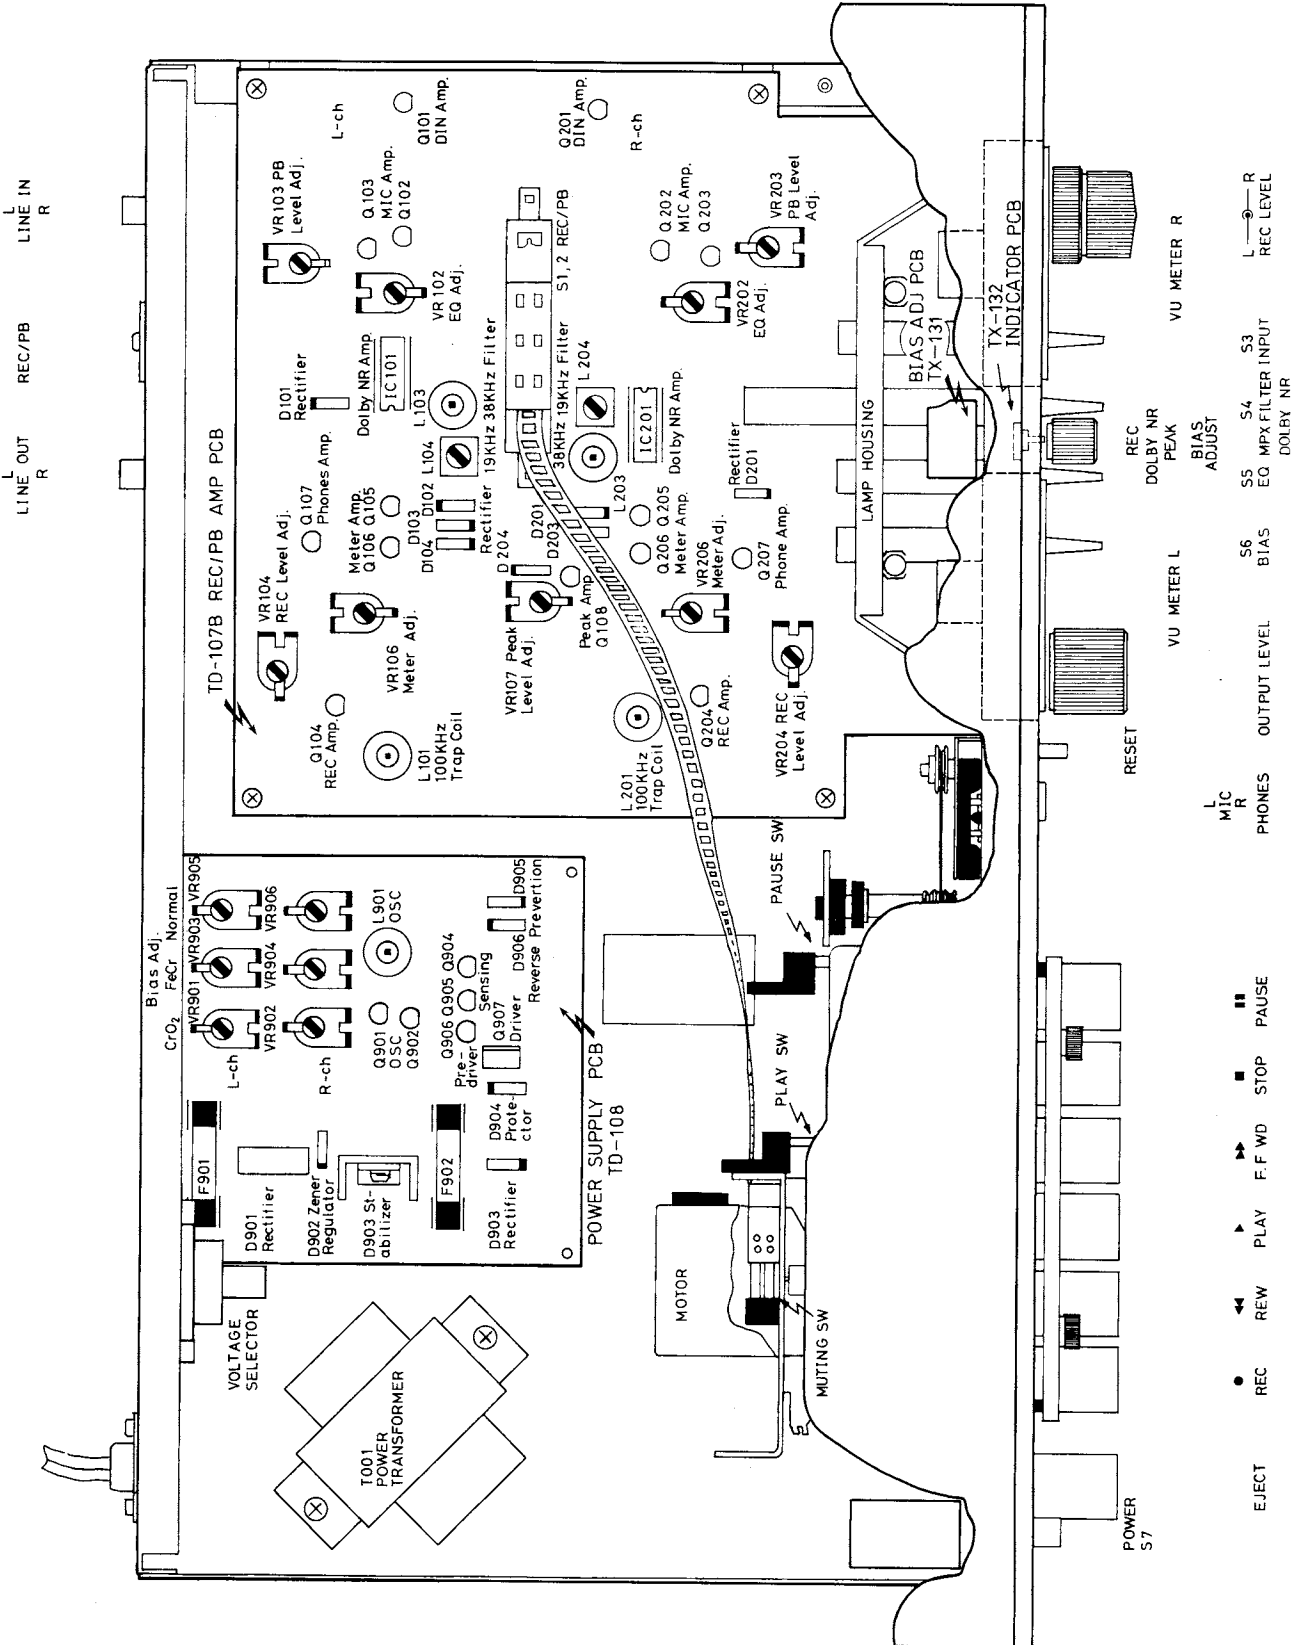 L
LINE IN
R
REC/PB
L
LINE OUT
R
TD-107B REC/PB AMP PCB
VR103 PB
Level Adj.
L-ch
Q101
DIN Amp.
Q103
MIC Amp.
Q102
VR102
EQ Adj.
Q201
DIN Amp.
R-ch
Q202
MIC Amp.
Q203
VR203
PB Level
Adj.
VR202
EQ Adj.
S1, 2 REC/PB
D101
Rectifier
Dolby NR Amp.
IC101
L103
L104
19KHz 38KHz Filter
38KHz 19KHz Filter
L204
IC201
Dolby NR Amp.
L203
Rectifier
D201
Q107
Phones Amp.
Meter Amp.
Q106 Q105
D104
D103
D102
Rectifier
D204
D203
D201
Q206 Q205
Meter Amp.
VR206
Meter Adj.
Q207
Phone Amp.
VR104
REC Level Adj.
VR106
Meter Adj.
VR107 Peak
Level Adj.
Peak Amp
Q108
Q104
REC Amp.
L101
100KHz
Trap Coil
L201
100KHz
Trap Coil
Q204
REC Amp.
VR204 REC
Level Adj.
LAMP HOUSING
BIAS ADJ PCB
TX-131
TX-132
INDICATOR PCB
Bias Adj.
CrO2 FeCr Normal
VR901
VR903
VR905
VR902
VR904
VR906
L-ch
R-ch
L901
OSC
Q901
OSC
Q902
Q906 Q905 Q904
Sensing
Pre-
driver
Q907
Driver
D906 D905
Reverse Prevertion
F901
F902
D901
Rectifier
D902 Zener
Regulator
D903 St-
abilizer
D904
Prote-
ctor
D903
Rectifier
POWER SUPPLY PCB
TD-108
VOLTAGE
SELECTOR
T001
POWER
TRANSFORMER
MOTOR
MUTING SW
PLAY SW
PAUSE SW
POWER
S7
EJECT
REC
REW
PLAY
F.F WD
STOP
PAUSE
L
MIC
R
PHONES
RESET
OUTPUT LEVEL
VU METER L
S6
BIAS
S5
EQ
REC
DOLBY NR
PEAK
BIAS
ADJUST
S4
MPX FILTER
S3
INPUT
DOLBY NR
VU METER R
L R
REC LEVEL